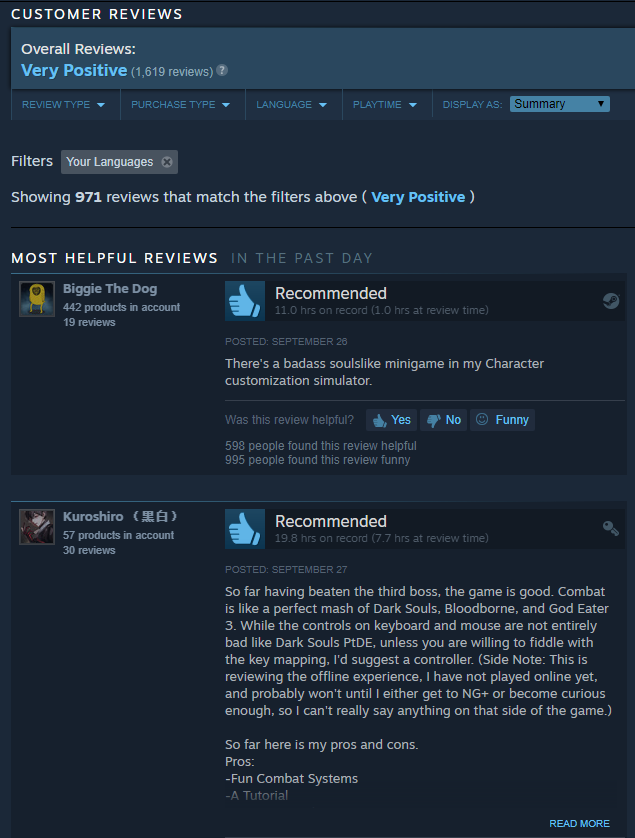 CUSTOMER REVIEWS
Overall Reviews:
Very Positive (1,619 reviews) ?
REVIEW TYPE PURCHASE TYPE LANGUAGE PLAYTIME DISPLAY AS: Summary
Filters Your Languages
Showing 971 reviews that match the filters above ( Very Positive )
MOST HELPFUL REVIEWS IN THE PAST DAY
Biggie The Dog
442 products in account
19 reviews
Recommended
11.0 hrs on record (1.0 hrs at review time)
POSTED: SEPTEMBER 26
There's a badass soulslike minigame in my Character
customization simulator.
Was this review helpful? Yes No Funny
598 people found this review helpful
995 people found this review funny
Kuroshiro (黒白)
57 products in account
30 reviews
Recommended
19.8 hrs on record (7.7 hrs at review time)
POSTED: SEPTEMBER 27
So far having beaten the third boss, the game is good. Combat
is like a perfect mash of Dark Souls, Bloodborne, and God Eater
3. While the controls on keyboard and mouse are not entirely
bad like Dark Souls PtDE, unless you are willing to fiddle with
the key mapping, I'd suggest a controller. (Side Note: This is
reviewing the offline experience, I have not played online yet,
and probably won't until I either get to NG+ or become curious
enough, so I can't really say anything on that side of the game.)
So far here is my pros and cons.
Pros:
-Fun Combat Systems
-A Tutorial
READ MORE